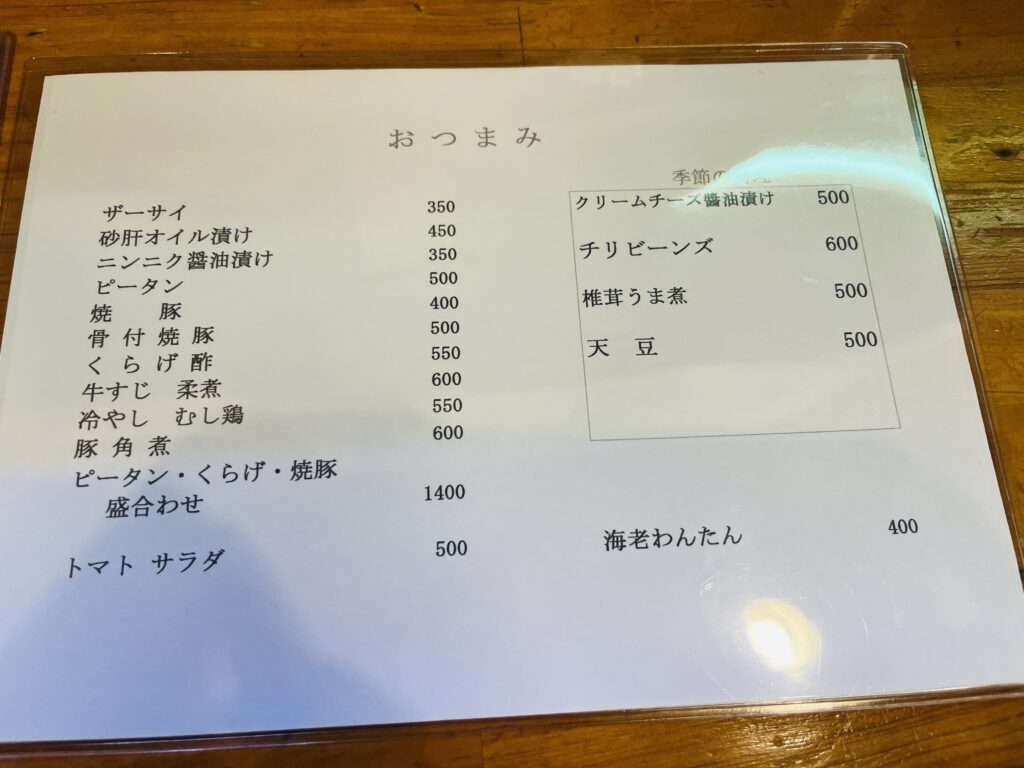 おつまみ
ザーサイ 350
砂肝オイル漬け 450
ニンニク醤油漬け 350
ピータン 500
焼 豚 400
骨付焼豚 500
くらげ酢 550
牛すじ 柔煮 600
冷やし むし鶏 550
豚角煮 600
ピータン・くらげ・焼豚
盛合わせ 1400
トマト サラダ 500
季節の
クリームチーズ醬油漬け 500
チリビーンズ 600
椎茸うま煮 500
天 豆 500
海老わんたん 400